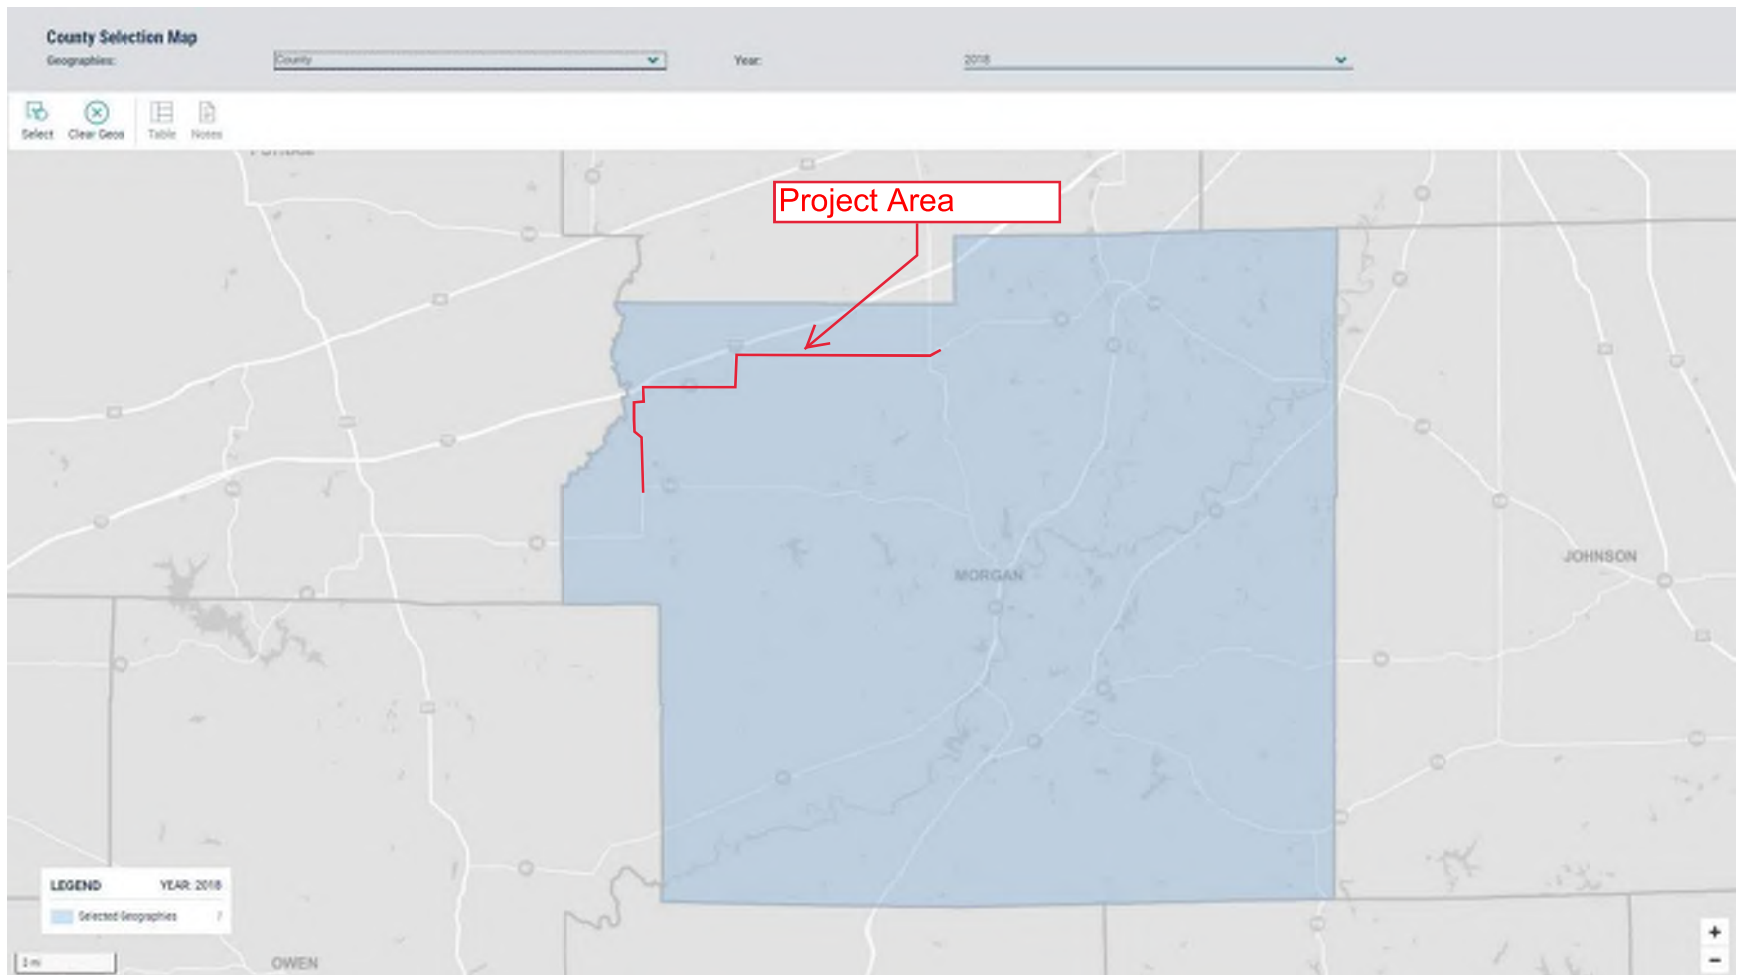 County Selection Map
Geographies:
County
Year:
2018
Select
Clear Geos
Table
Notes
Project Area
MORGAN
JOHNSON
LEGEND
YEAR: 2018
Selected Geographies
OWEN
+
−